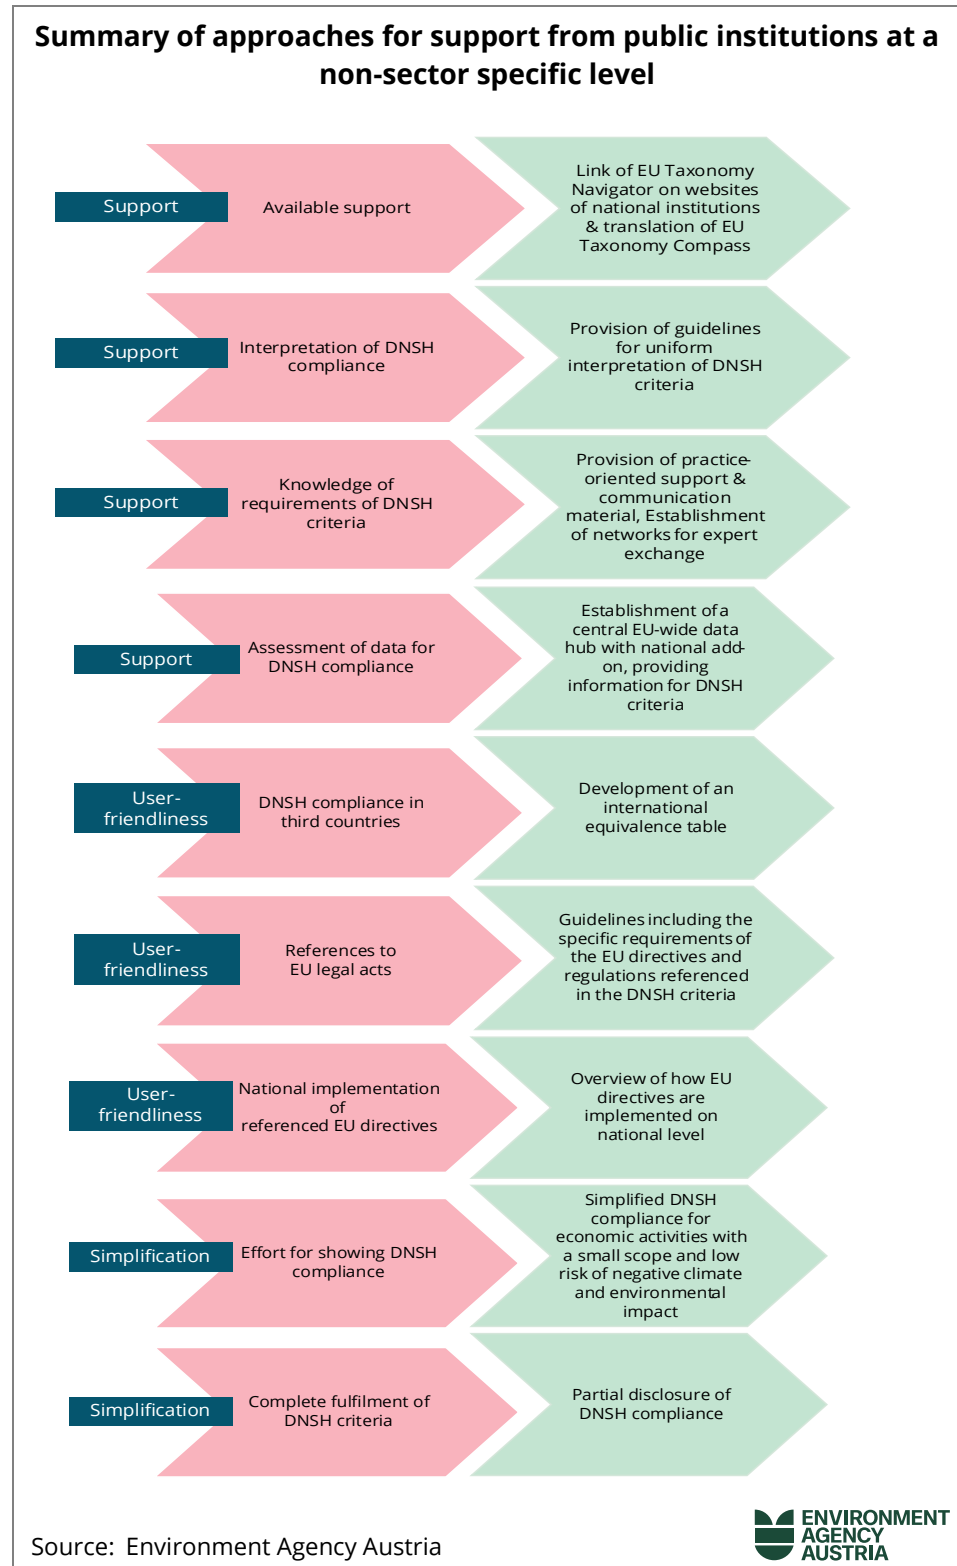 Summary of approaches for support from public institutions at a
non-sector specific level
Support
Available support
Link of EU Taxonomy
Navigator on websites
of national institutions
& translation of EU
Taxonomy Compass
Support
Interpretation of DNSH
compliance
Provision of guidelines
for uniform
interpretation of DNSH
criteria
Support
Knowledge of
requirements of DNSH
criteria
Provision of practice-
oriented support &
communication
material, Establishment
of networks for expert
exchange
Support
Assessment of data for
DNSH compliance
Establishment of a
central EU-wide data
hub with national add-
on, providing
information for DNSH
criteria
User-
friendliness
DNSH compliance in
third countries
Development of an
international
equivalence table
User-
friendliness
References to
EU legal acts
Guidelines including the
specific requirements of
the EU directives and
regulations referenced
in the DNSH criteria
User-
friendliness
National implementation
of
referenced EU directives
Overview of how EU
directives are
implemented on
national level
Simplification
Effort for showing DNSH
compliance
Simplified DNSH
compliance for
economic activities with
a small scope and low
risk of negative climate
and environmental
impact
Simplification
Complete fulfilment of
DNSH criteria
Partial disclosure of
DNSH compliance
Source: Environment Agency Austria
ENVIRONMENT
AGENCY
AUSTRIA